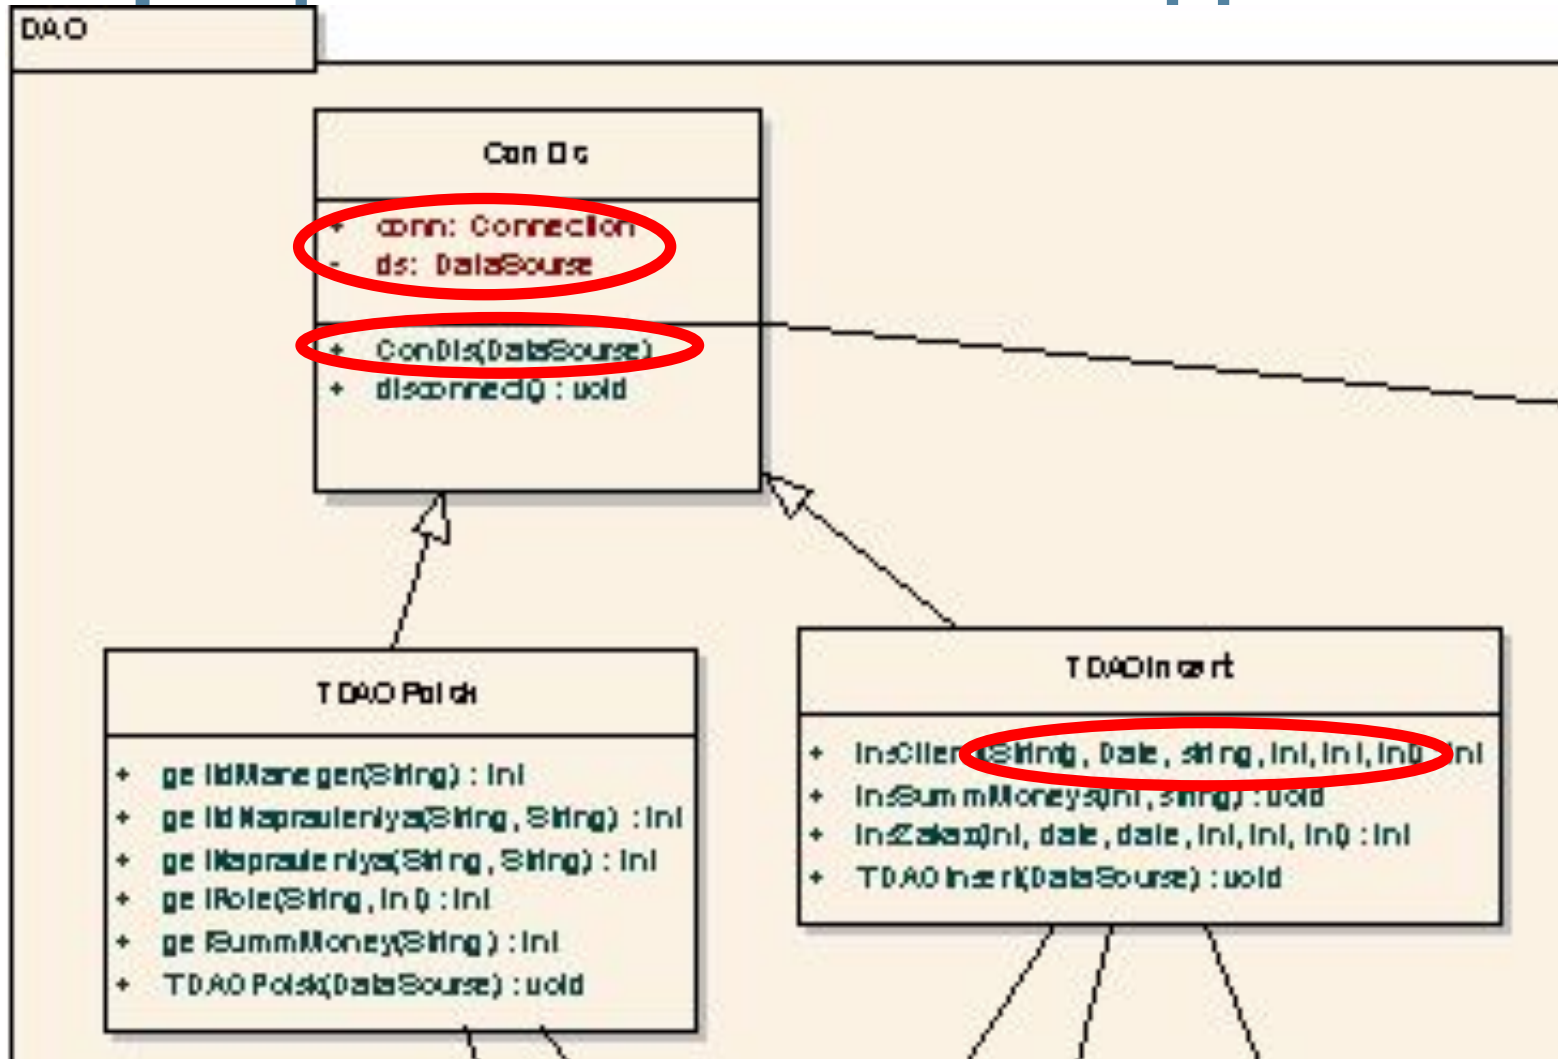 DAO
ConDis
+ conn: Connection
- ds: DataSourse
+ ConDis(DataSourse)
+ disconnect() : void
TDAOPoisk
+ getIdManeger(String) : int
+ getIdNapravleniya(String, String) : int
+ getNapravleniya(String, String) : int
+ getRole(String, int) : int
+ getSummMoney(String) : int
+ TDAOPoisk(DataSourse) : void
TDAOInsert
+ insClient(String, Date, string, int, int, int) int
+ insSummMoneys(int, string) : void
+ insZakaz(int, date, date, int, int, int) : int
+ TDAOInsert(DataSourse) : void